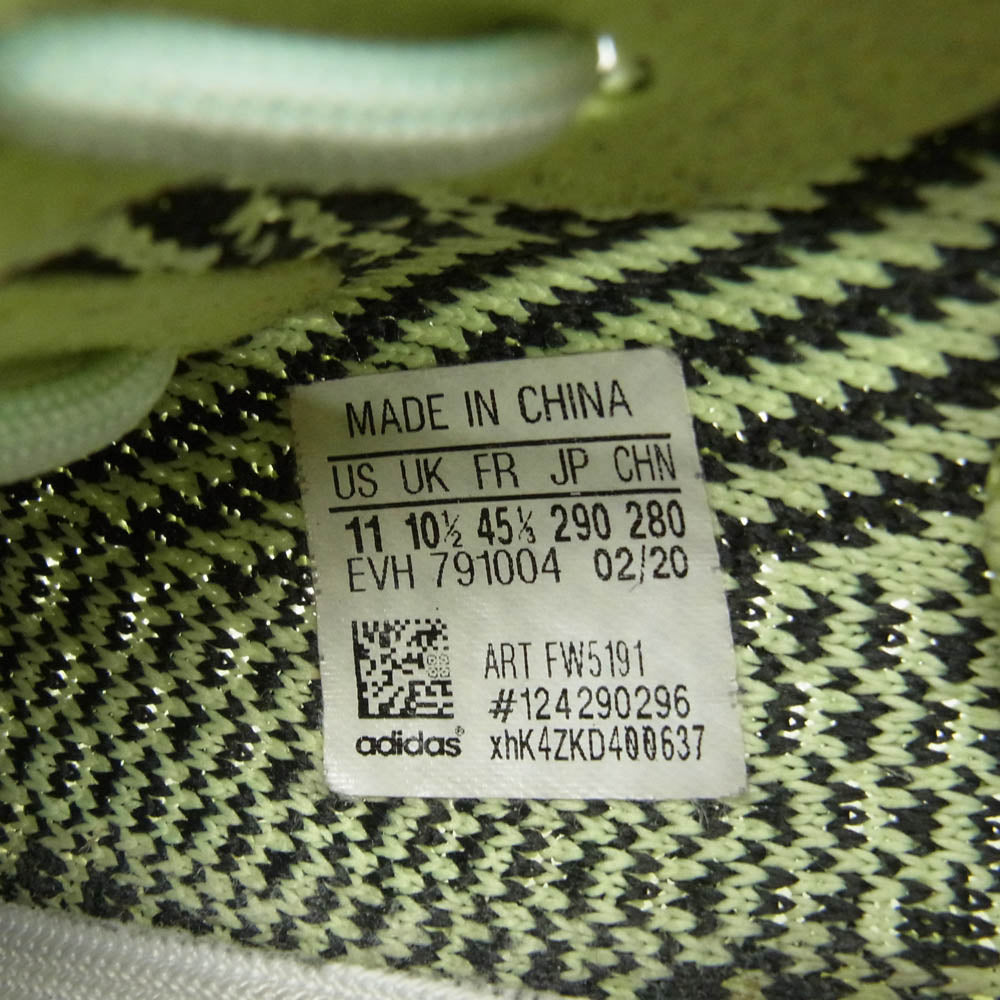 MADE IN CHINA
US UK FR JP CHN
11 10½ 45⅓ 290 280
EVH 791004 02/20
ART FW5191
#124290296
adidas® xhK4ZKD400637